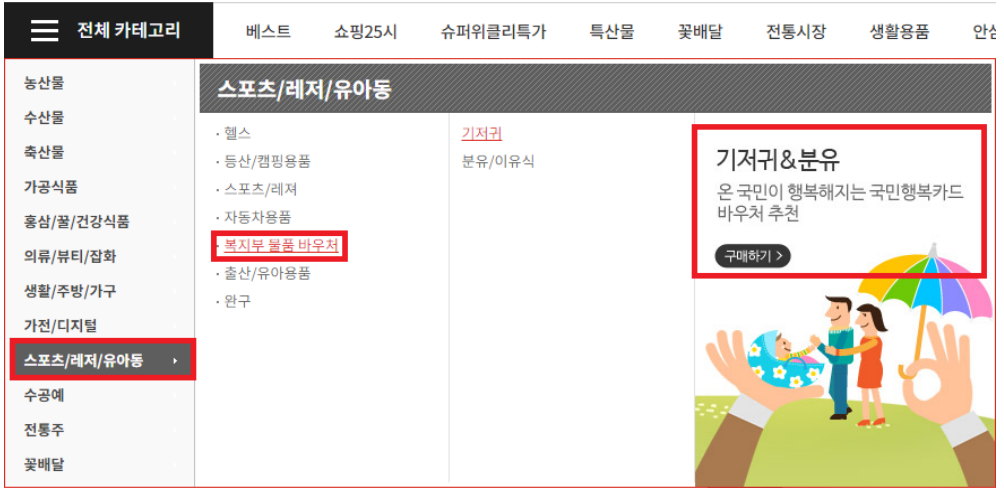 전체 카테고리
베스트 쇼핑25시 슈퍼위클리특가 특산물 꽃배달 전통시장 생활용품
농산물
수산물
축산물
가공식품
홍삼/꿀/건강식품
의류/뷰티/잡화
생활/주방/가구
가전/디지털
스포츠/레저/유아동
수공예
전통주
꽃배달
스포츠/레저/유아동
· 헬스
· 등산/캠핑용품
· 스포츠/레져
· 자동차용품
· 복지부 물품 바우처
· 출산/유아용품
· 완구
기저귀
분유/이유식
기저귀&분유
온 국민이 행복해지는 국민행복카드
바우처 추천
구매하기 >